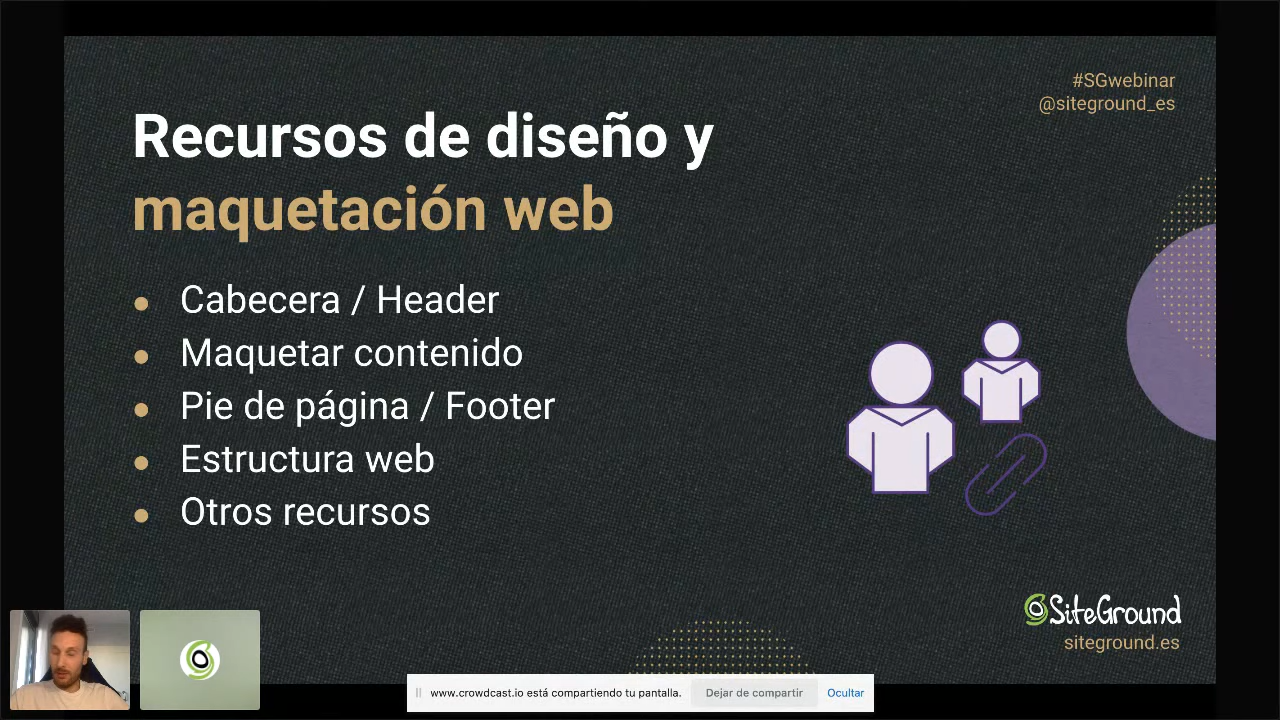 #SGwebinar
@siteground_es
Recursos de diseño y
maquetación web
Cabecera / Header
Maquetar contenido
Pie de página / Footer
Estructura web
Otros recursos
SiteGround
siteground.es
www.crowdcast.io está compartiendo tu pantalla. Dejar de compartir Ocultar